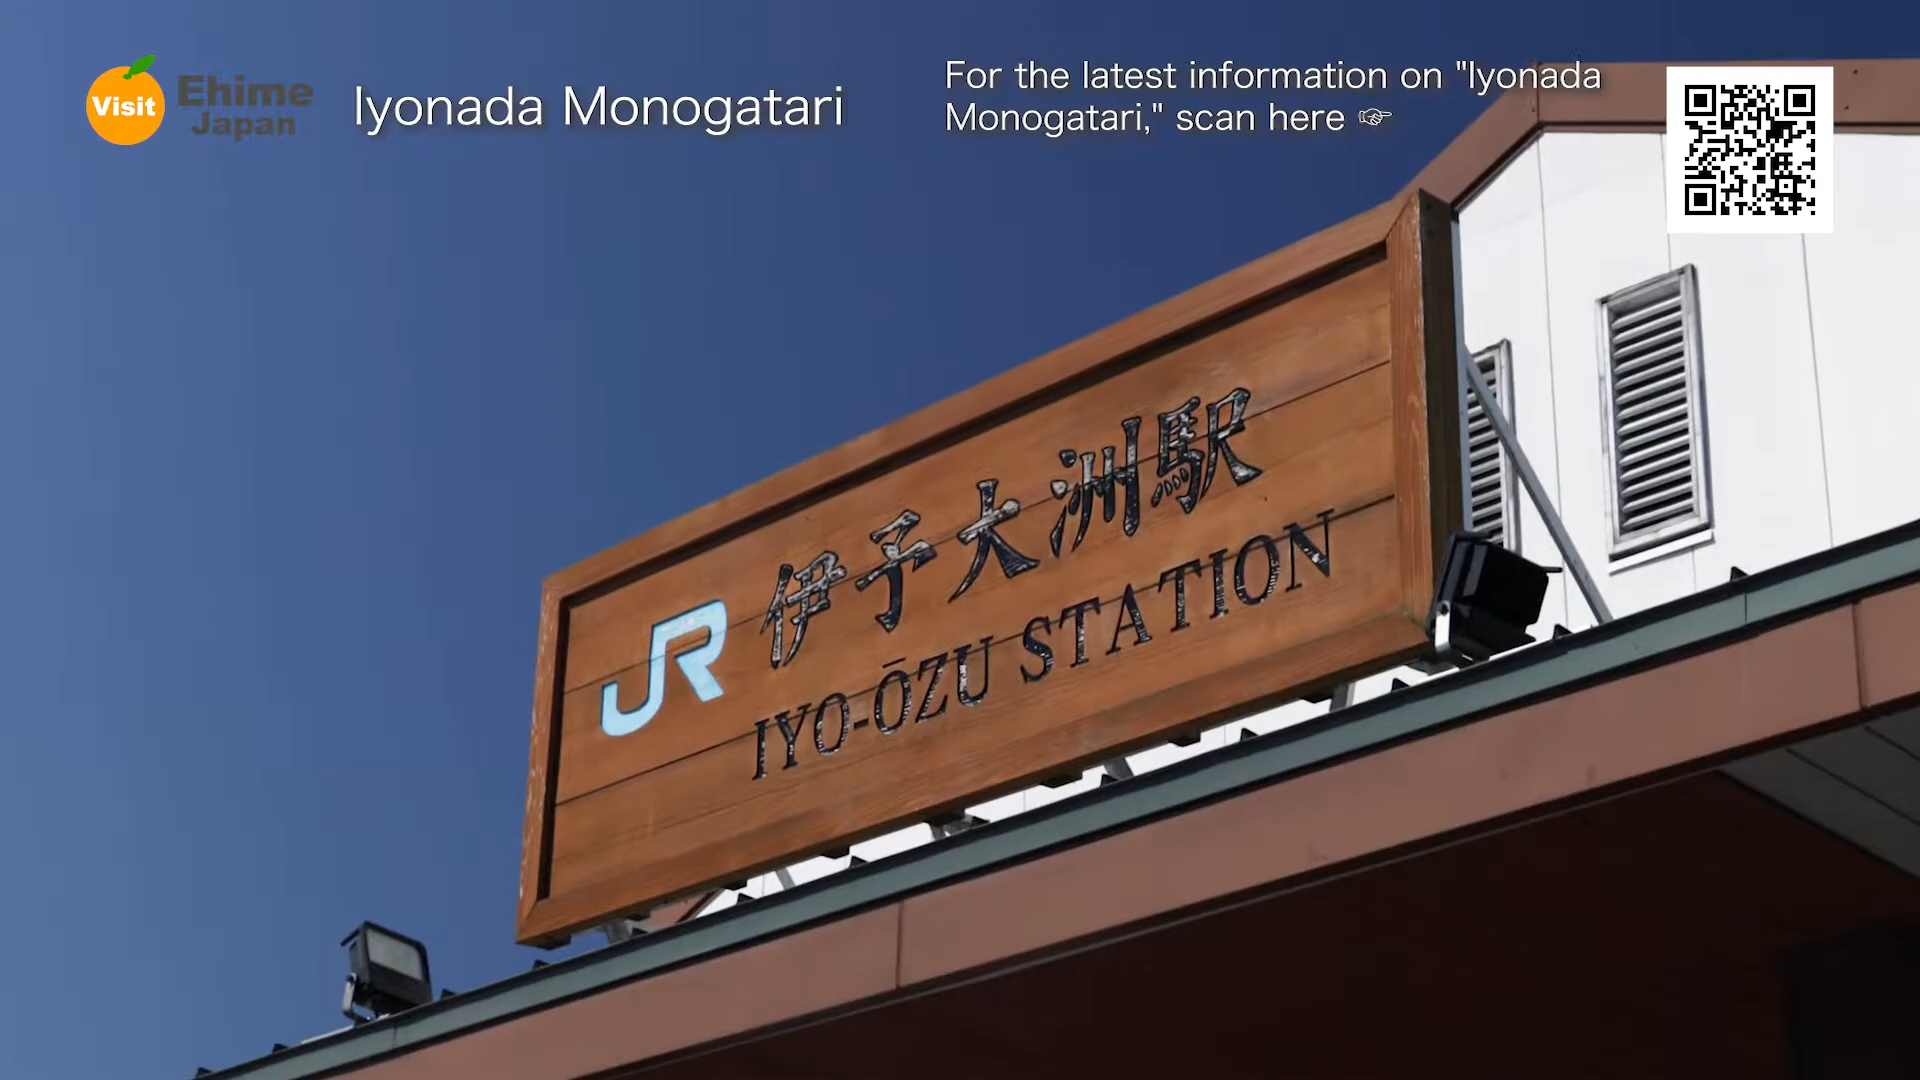 Visit
Ehime
Japan
Iyonada Monogatari
For the latest information on "Iyonada
Monogatari," scan here ☞
JR 伊予大洲駅
IYO-ŌZU STATION